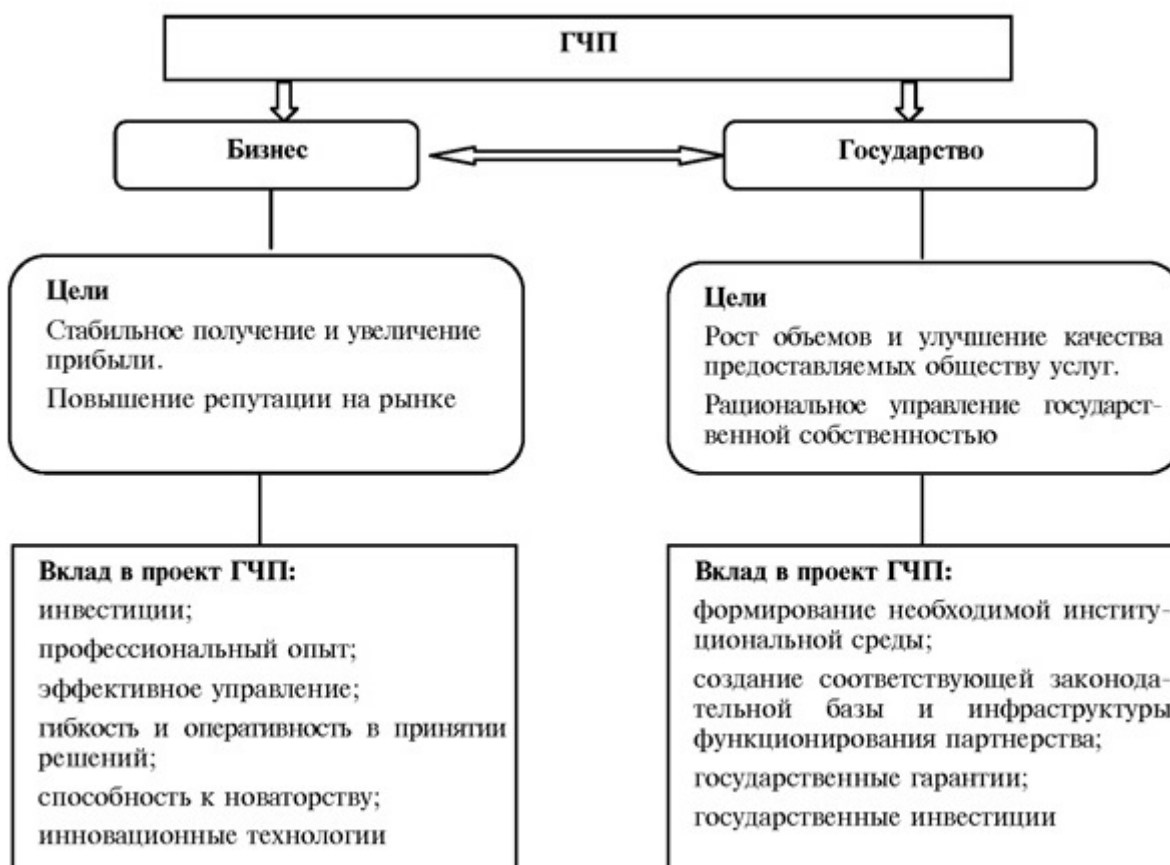 ГЧП
Бизнес
Государство
Цели
Стабильное получение и увеличение
прибыли.
Повышение репутации на рынке
Цели
Рост объемов и улучшение качества
предоставляемых обществу услуг.
Рациональное управление государст-
венной собственностью
Вклад в проект ГЧП:
инвестиции;
профессиональный опыт;
эффективное управление;
гибкость и оперативность в принятии
решений;
способность к новаторству;
инновационные технологии
Вклад в проект ГЧП:
формирование необходимой институ-
циональной среды;
создание соответствующей законода-
тельной базы и инфраструктуры
функционирования партнерства;
государственные гарантии;
государственные инвестиции